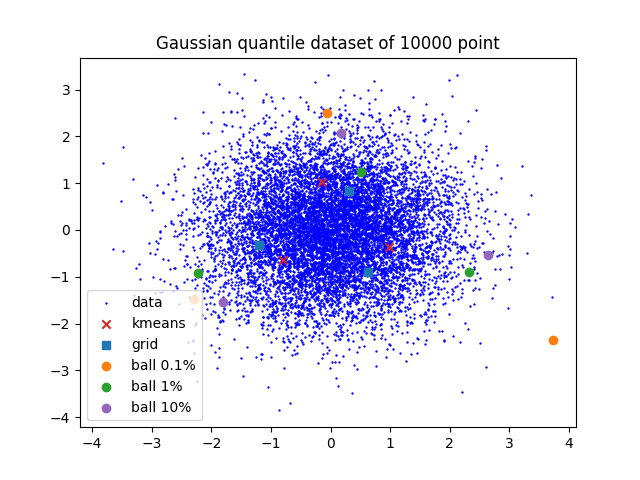 Gaussian quantile dataset of 10000 point
3
2
1
0
−1
−2
−3
−4
data
kmeans
grid
ball 0.1%
ball 1%
ball 10%
−4 −3 −2 −1 0 1 2 3 4